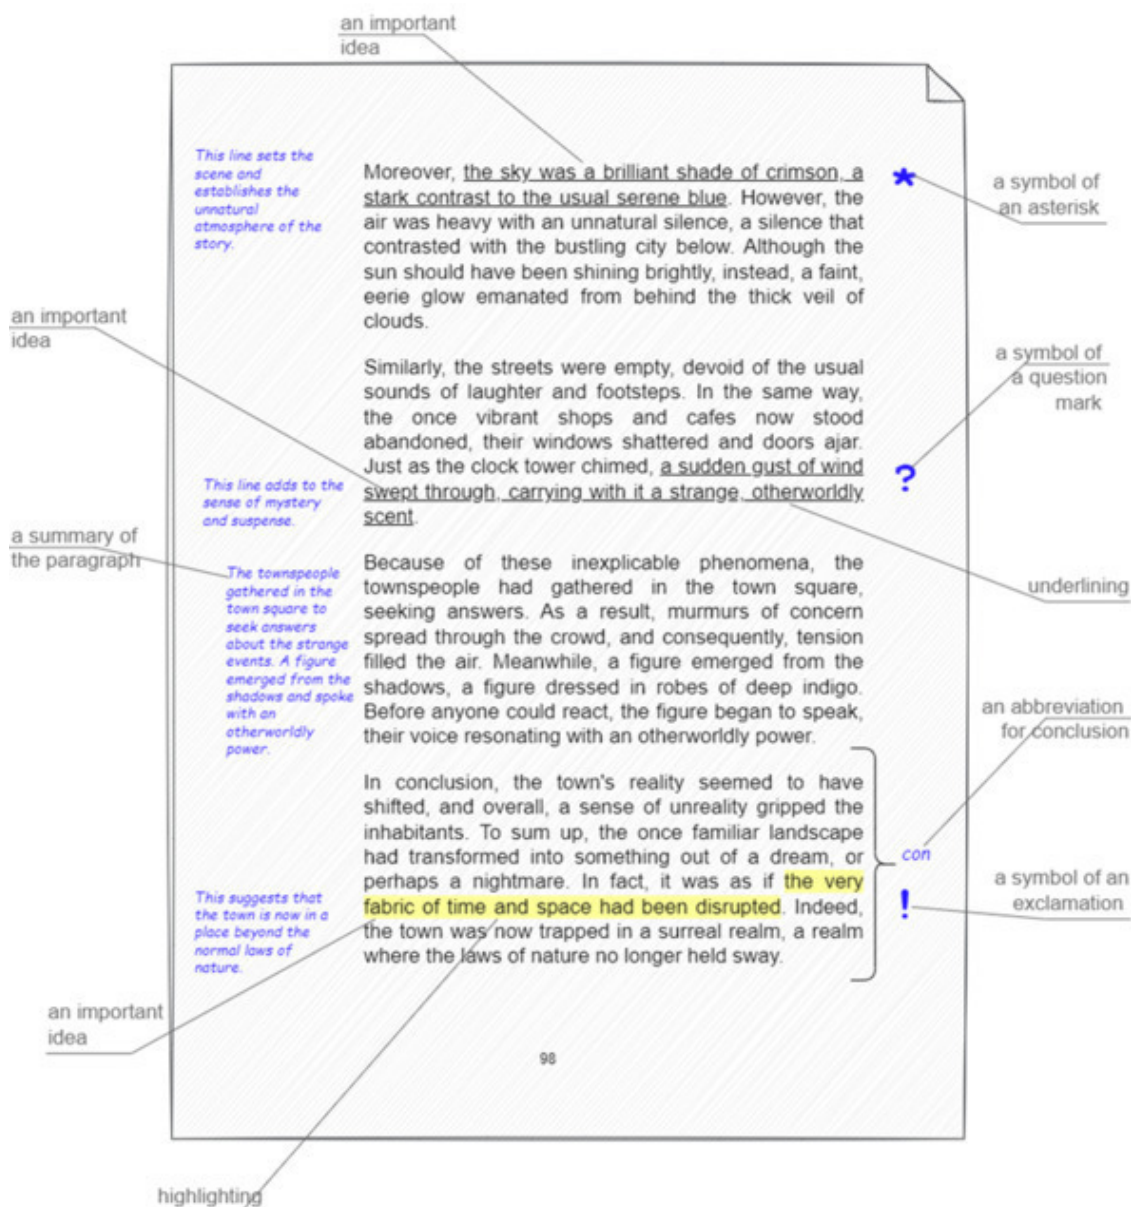 an important
idea
This line sets the
scene and
establishes the
unnatural
atmosphere of the
story.
Moreover, the sky was a brilliant shade of crimson, a
stark contrast to the usual serene blue. However, the
air was heavy with an unnatural silence, a silence that
contrasted with the bustling city below. Although the
sun should have been shining brightly, instead, a faint,
eerie glow emanated from behind the thick veil of
clouds.
*
a symbol of
an asterisk
an important
idea
Similarly, the streets were empty, devoid of the usual
sounds of laughter and footsteps. In the same way,
the once vibrant shops and cafes now stood
abandoned, their windows shattered and doors ajar.
Just as the clock tower chimed, a sudden gust of wind
swept through, carrying with it a strange, otherworldly
scent.
a symbol of
a question
mark
?
This line adds to the
sense of mystery
and suspense.
a summary of
the paragraph
The townspeople
gathered in the
town square to
seek answers
about the strange
events. A figure
emerged from the
shadows and spoke
with an
otherworldly
power.
Because of these inexplicable phenomena, the
townspeople had gathered in the town square,
seeking answers. As a result, murmurs of concern
spread through the crowd, and consequently, tension
filled the air. Meanwhile, a figure emerged from the
shadows, a figure dressed in robes of deep indigo.
Before anyone could react, the figure began to speak,
their voice resonating with an otherworldly power.
underlining
an abbreviation
for conclusion
In conclusion, the town's reality seemed to have
shifted, and overall, a sense of unreality gripped the
inhabitants. To sum up, the once familiar landscape
had transformed into something out of a dream, or
perhaps a nightmare. In fact, it was as if the very
fabric of time and space had been disrupted. Indeed,
the town was now trapped in a surreal realm, a realm
where the laws of nature no longer held sway.
con
!
a symbol of an
exclamation
This suggests that
the town is now in a
place beyond the
normal laws of
nature.
an important
idea
98
highlighting